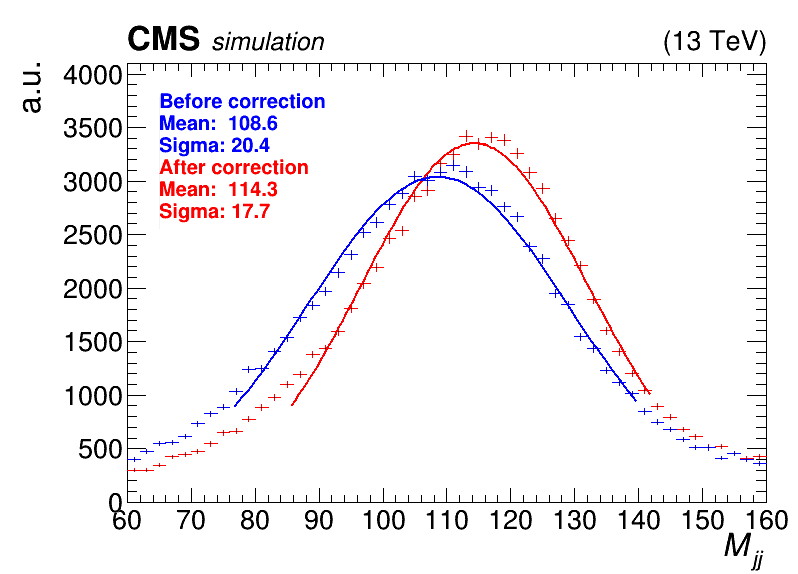 CMS simulation (13 TeV)
a.u.
4000
3500
3000
2500
2000
1500
1000
500
0
Before correction
Mean: 108.6
Sigma: 20.4
After correction
Mean: 114.3
Sigma: 17.7
60 70 80 90 100 110 120 130 140 150 160
M_jj